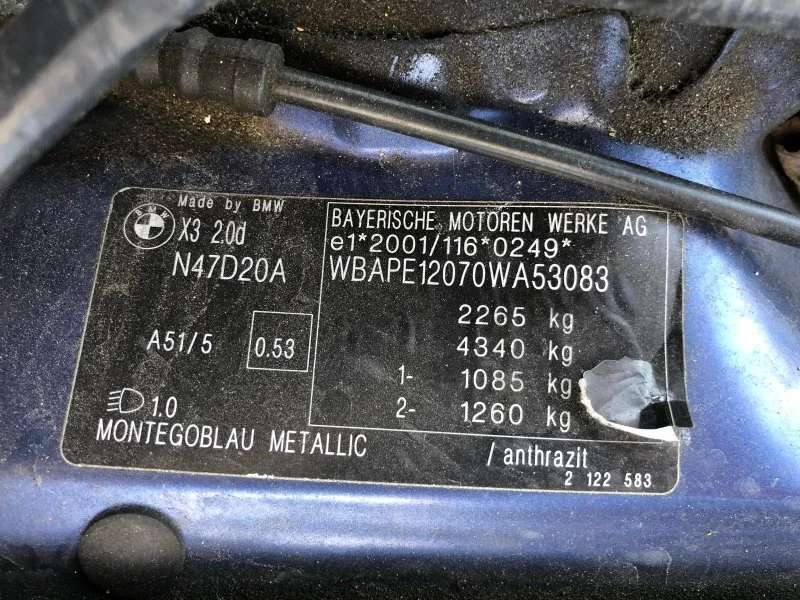 Made by BMW
BMW
X3 2.0d
N47D20A
A51/5 0.53
1.0
MONTEGOBLAU METALLIC
BAYERISCHE MOTOREN WERKE AG
e1*2001/116*0249*
WBAPE12070WA53083
2265 kg
4340 kg
1- 1085 kg
2- 1260 kg
/ anthrazit
2 122 583